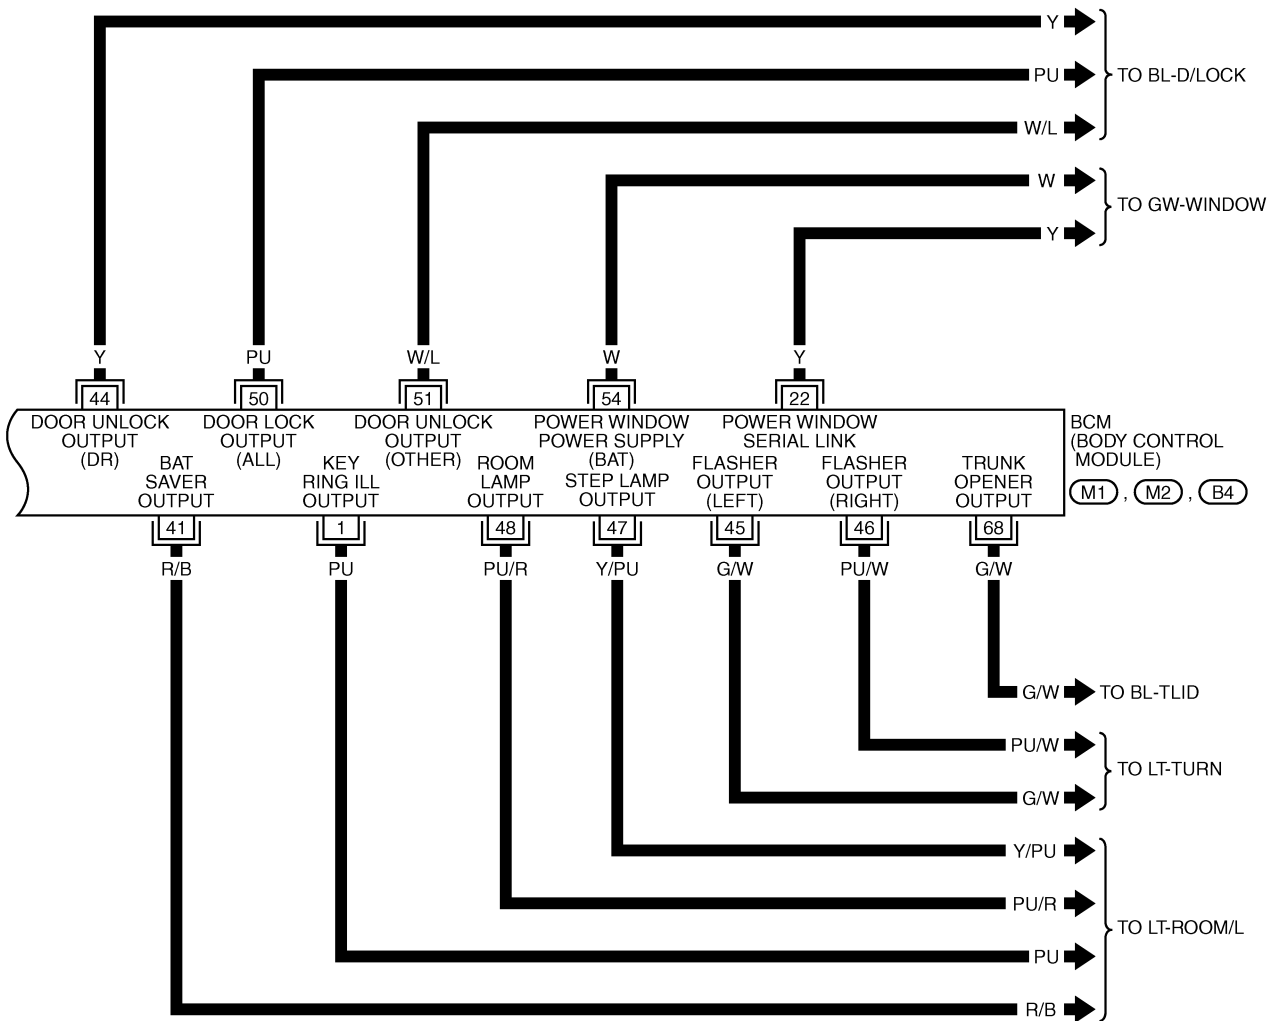 Y
PU
TO BL-D/LOCK
W/L
W
TO GW-WINDOW
Y
Y
PU
W/L
W
Y
44
50
51
54
22
DOOR UNLOCK
OUTPUT
(DR)
DOOR LOCK
OUTPUT
(ALL)
DOOR UNLOCK
OUTPUT
(OTHER)
POWER WINDOW
POWER SUPPLY
(BAT)
POWER WINDOW
SERIAL LINK
BCM
(BODY CONTROL
MODULE)
M1 , M2 , B4
BAT
SAVER
OUTPUT
KEY
RING ILL
OUTPUT
ROOM
LAMP
OUTPUT
STEP LAMP
OUTPUT
FLASHER
OUTPUT
(LEFT)
FLASHER
OUTPUT
(RIGHT)
TRUNK
OPENER
OUTPUT
41
1
48
47
45
46
68
R/B
PU
PU/R
Y/PU
G/W
PU/W
G/W
G/W
TO BL-TLID
PU/W
TO LT-TURN
G/W
Y/PU
PU/R
TO LT-ROOM/L
PU
R/B